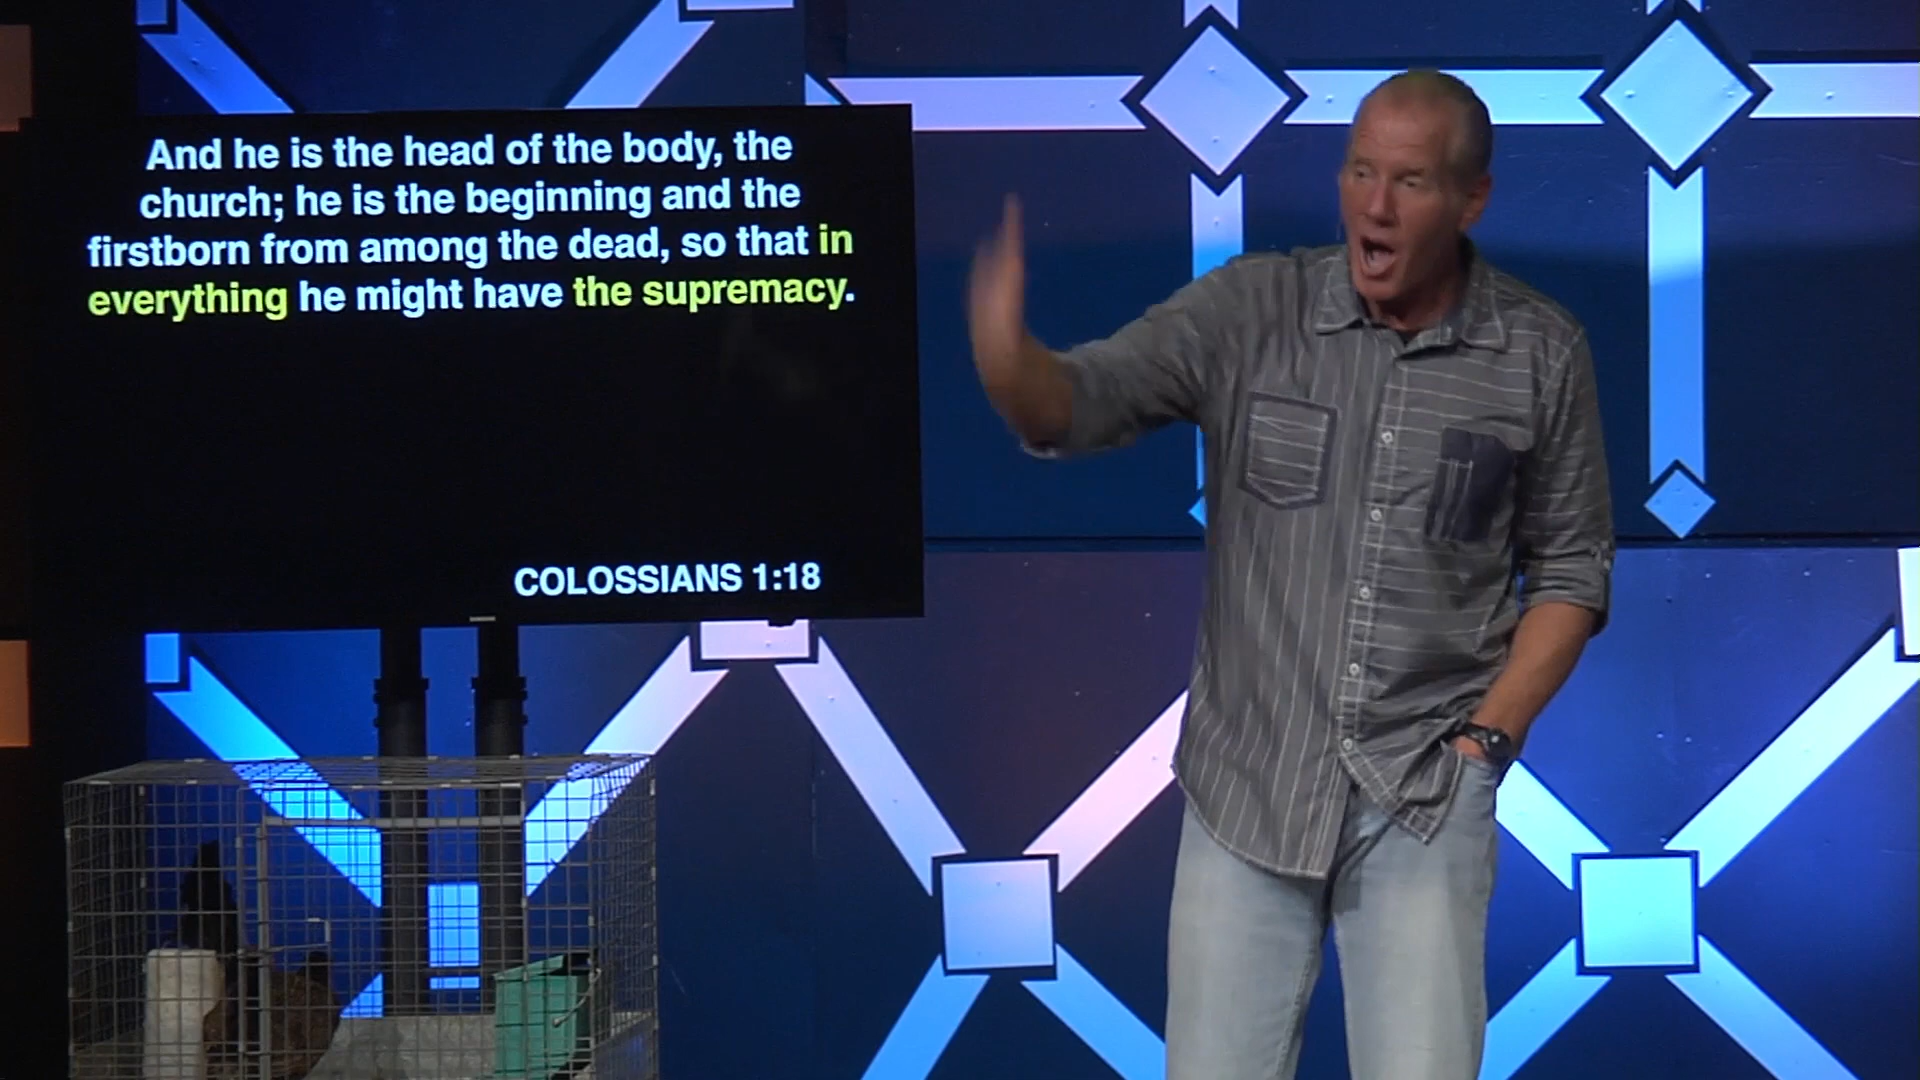 And he is the head of the body, the
church; he is the beginning and the
firstborn from among the dead, so that in
everything he might have the supremacy.
COLOSSIANS 1:18